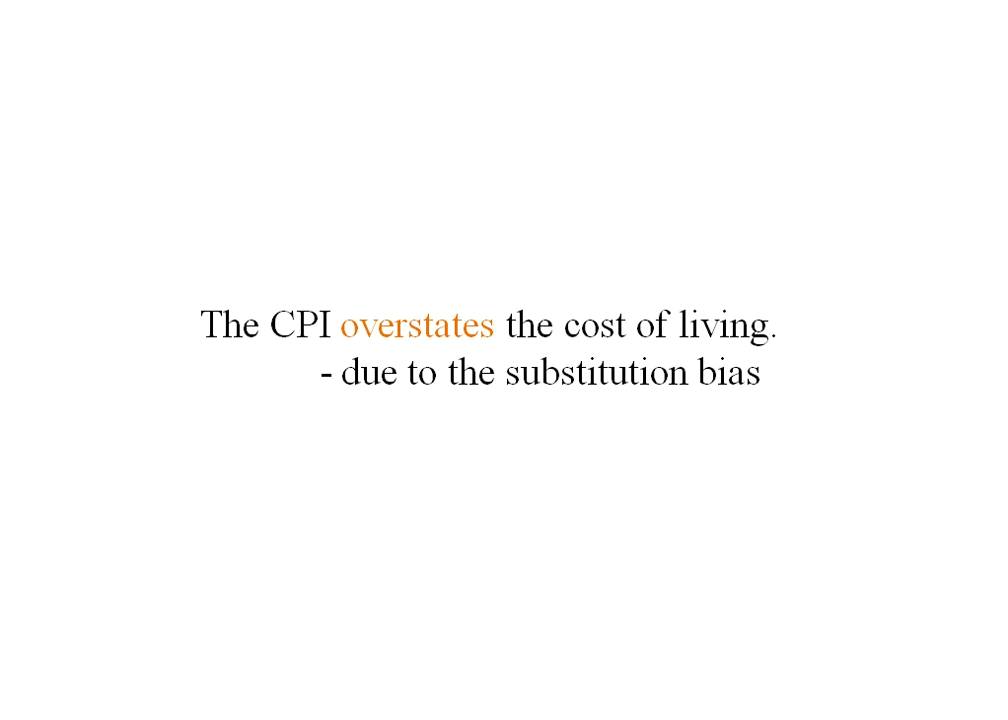 The CPI overstates the cost of living.
- due to the substitution bias